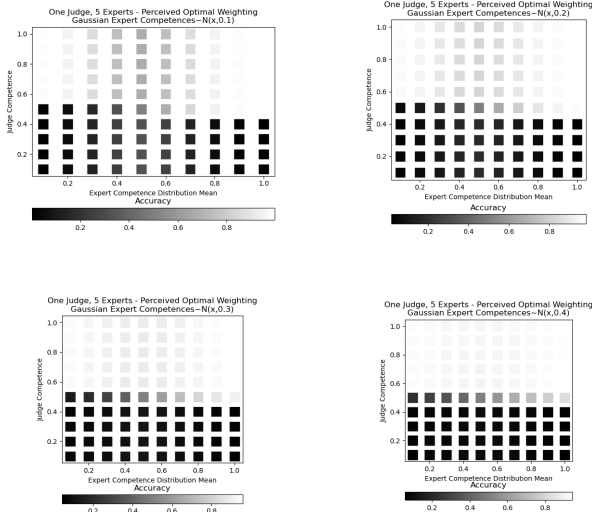 One Judge, 5 Experts - Perceived Optimal Weighting
Gaussian Expert Competences~N(x,0.1)
1.0
0.8
0.6
0.4
0.2
Judge Competence
0.2 0.4 0.6 0.8 1.0
Expert Competence Distribution Mean
Accuracy
0.2 0.4 0.6 0.8
One Judge, 5 Experts - Perceived Optimal Weighting
Gaussian Expert Competences~N(x,0.2)
1.0
0.8
0.6
0.4
0.2
Judge Competence
0.2 0.4 0.6 0.8 1.0
Expert Competence Distribution Mean
Accuracy
0.2 0.4 0.6 0.8
One Judge, 5 Experts - Perceived Optimal Weighting
Gaussian Expert Competences~N(x,0.3)
1.0
0.8
0.6
0.4
0.2
Judge Competence
0.2 0.4 0.6 0.8 1.0
Expert Competence Distribution Mean
Accuracy
0.2 0.4 0.6 0.8
One Judge, 5 Experts - Perceived Optimal Weighting
Gaussian Expert Competences~N(x,0.4)
1.0
0.8
0.6
0.4
0.2
Judge Competence
0.2 0.4 0.6 0.8 1.0
Expert Competence Distribution Mean
Accuracy
0.2 0.4 0.6 0.8